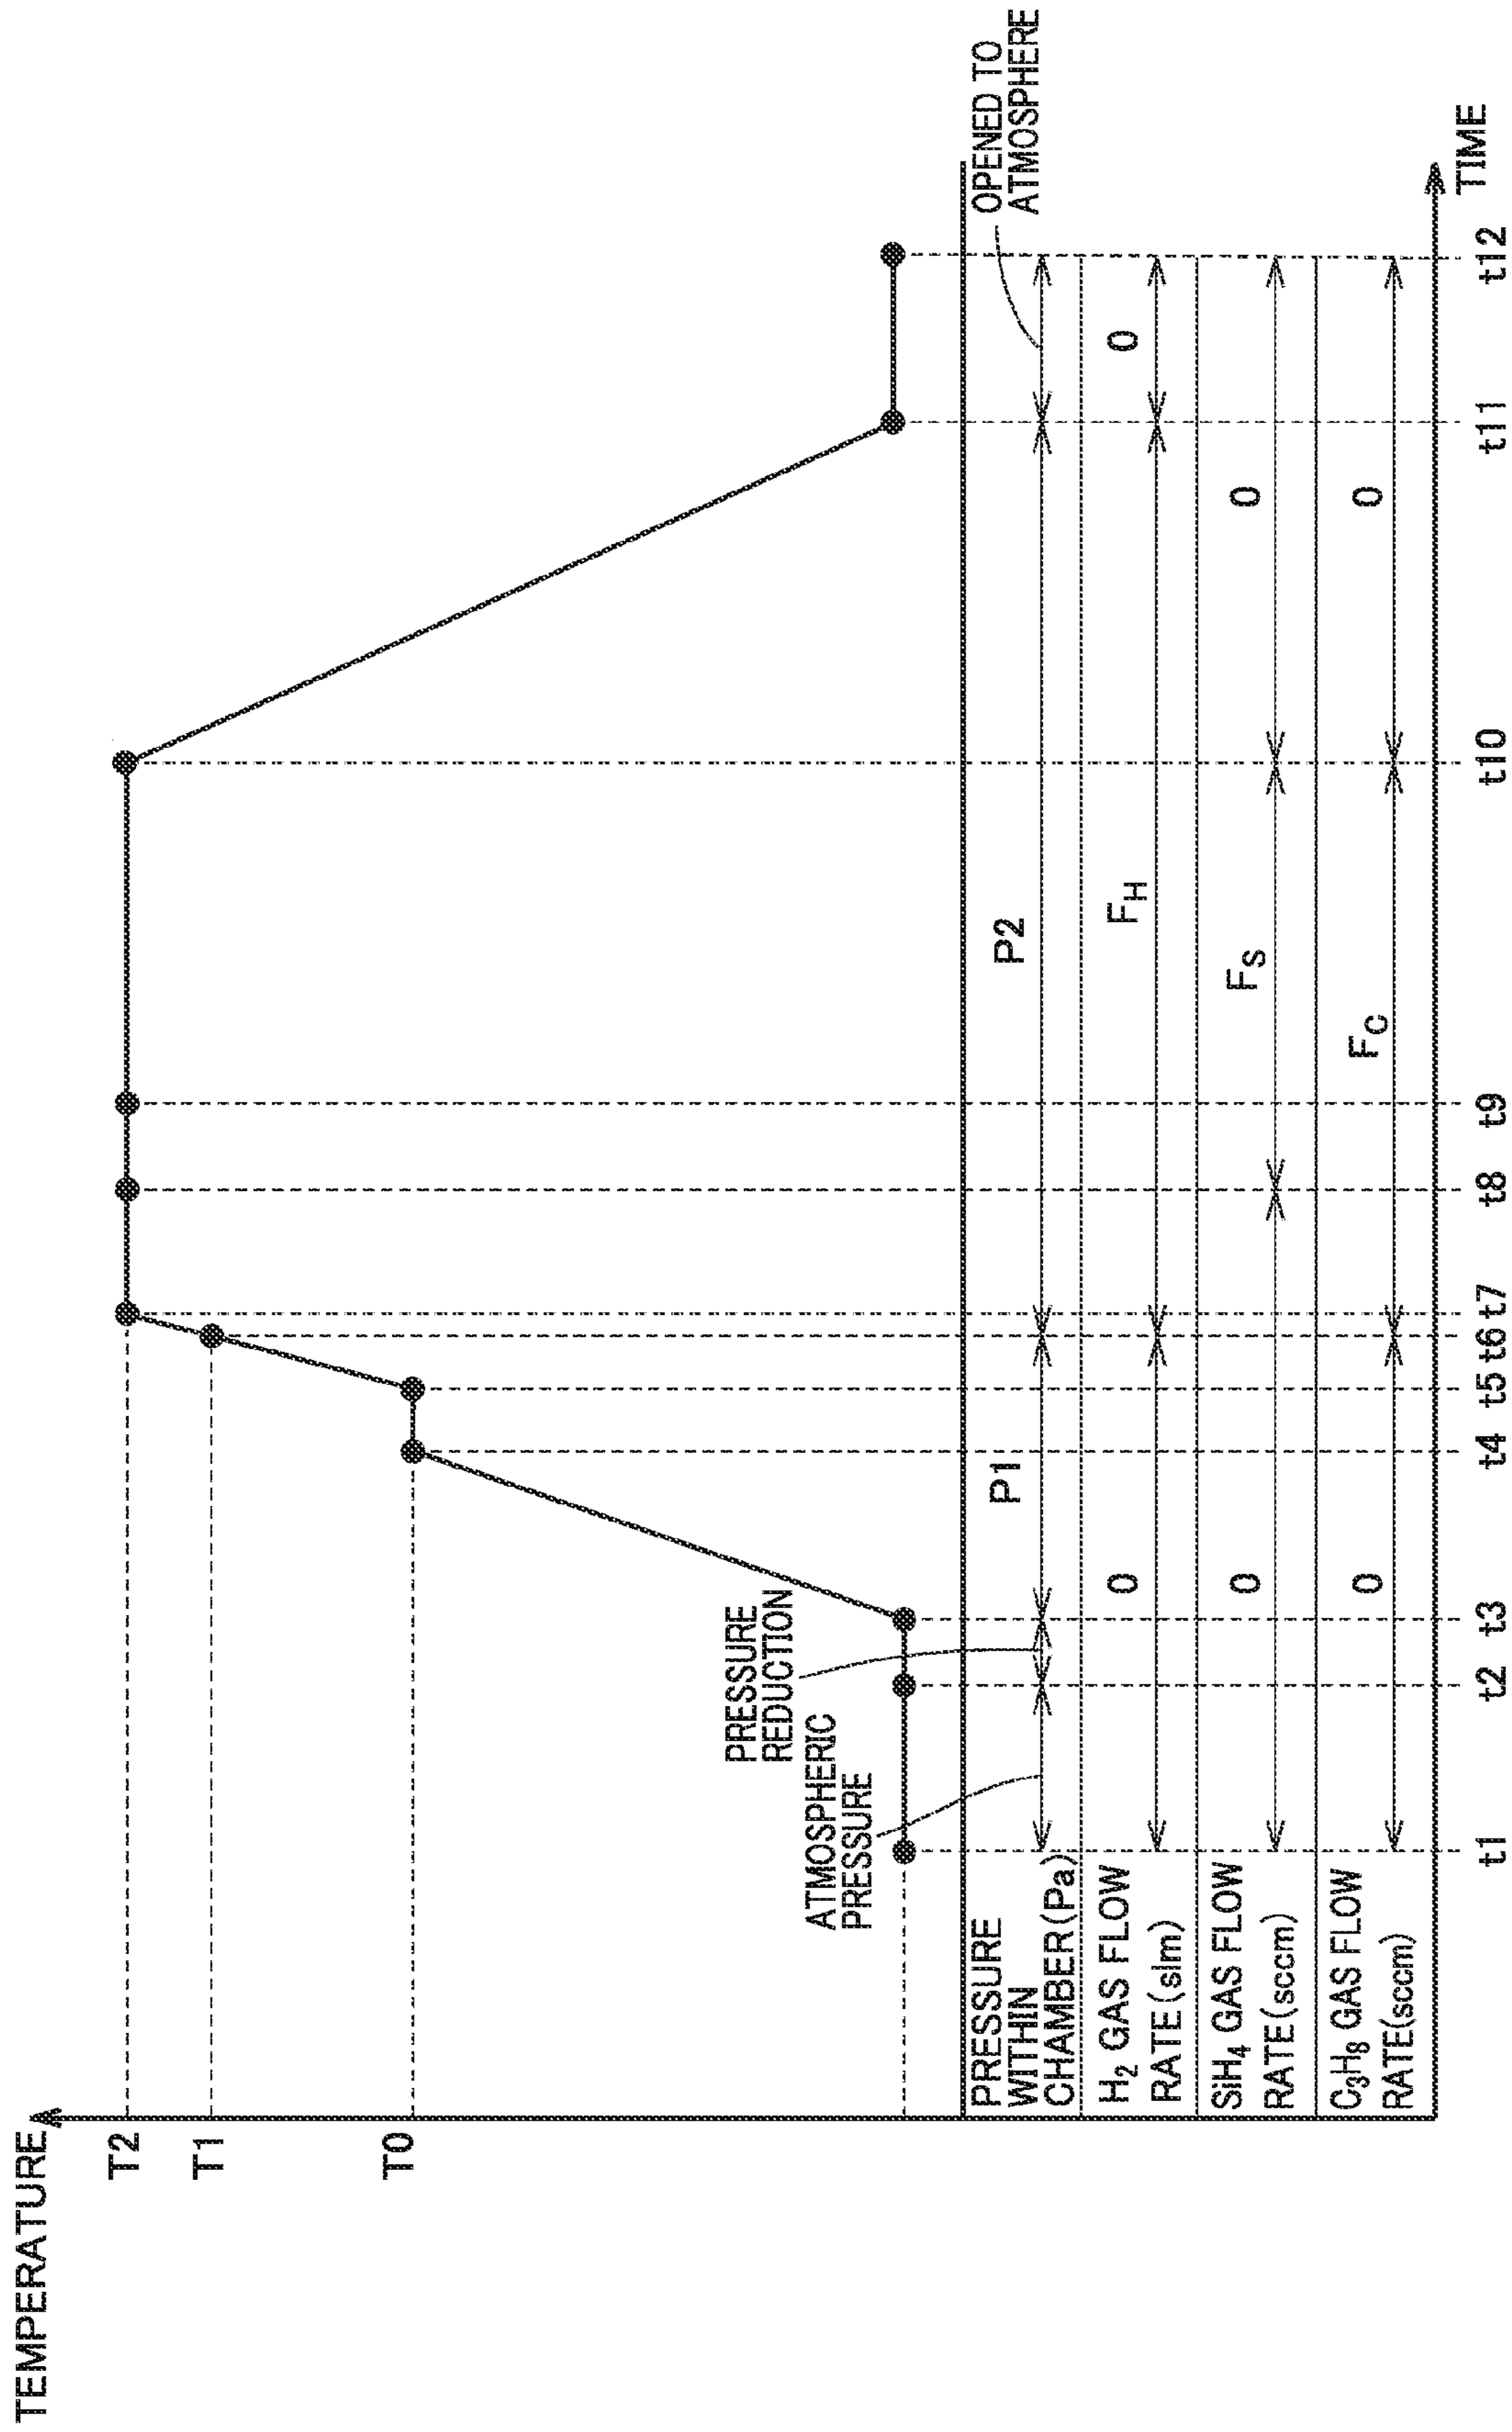 TEMPERATURE
T2
T1
T0
PRESSURE
REDUCTION
ATMOSPHERIC
PRESSURE
OPENED TO
ATMOSPHERE
PRESSURE
WITHIN
CHAMBER(Pa)
P1
P2
H2 GAS FLOW
RATE(slm)
0
FH
0
SiH4 GAS FLOW
RATE(sccm)
0
FS
0
C3H8 GAS FLOW
RATE(sccm)
0
FC
0
t1 t2 t3 t4 t5 t6 t7 t8 t9 t10 t11 t12
TIME